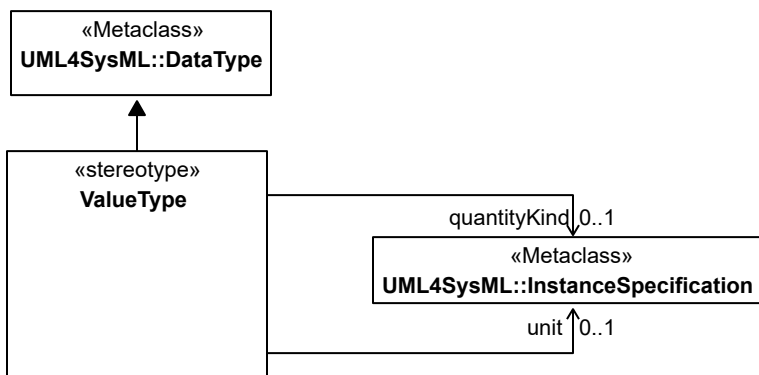 «Metaclass»
UML4SysML::DataType
«stereotype»
ValueType
quantityKind 0..1
«Metaclass»
UML4SysML::InstanceSpecification
unit 0..1